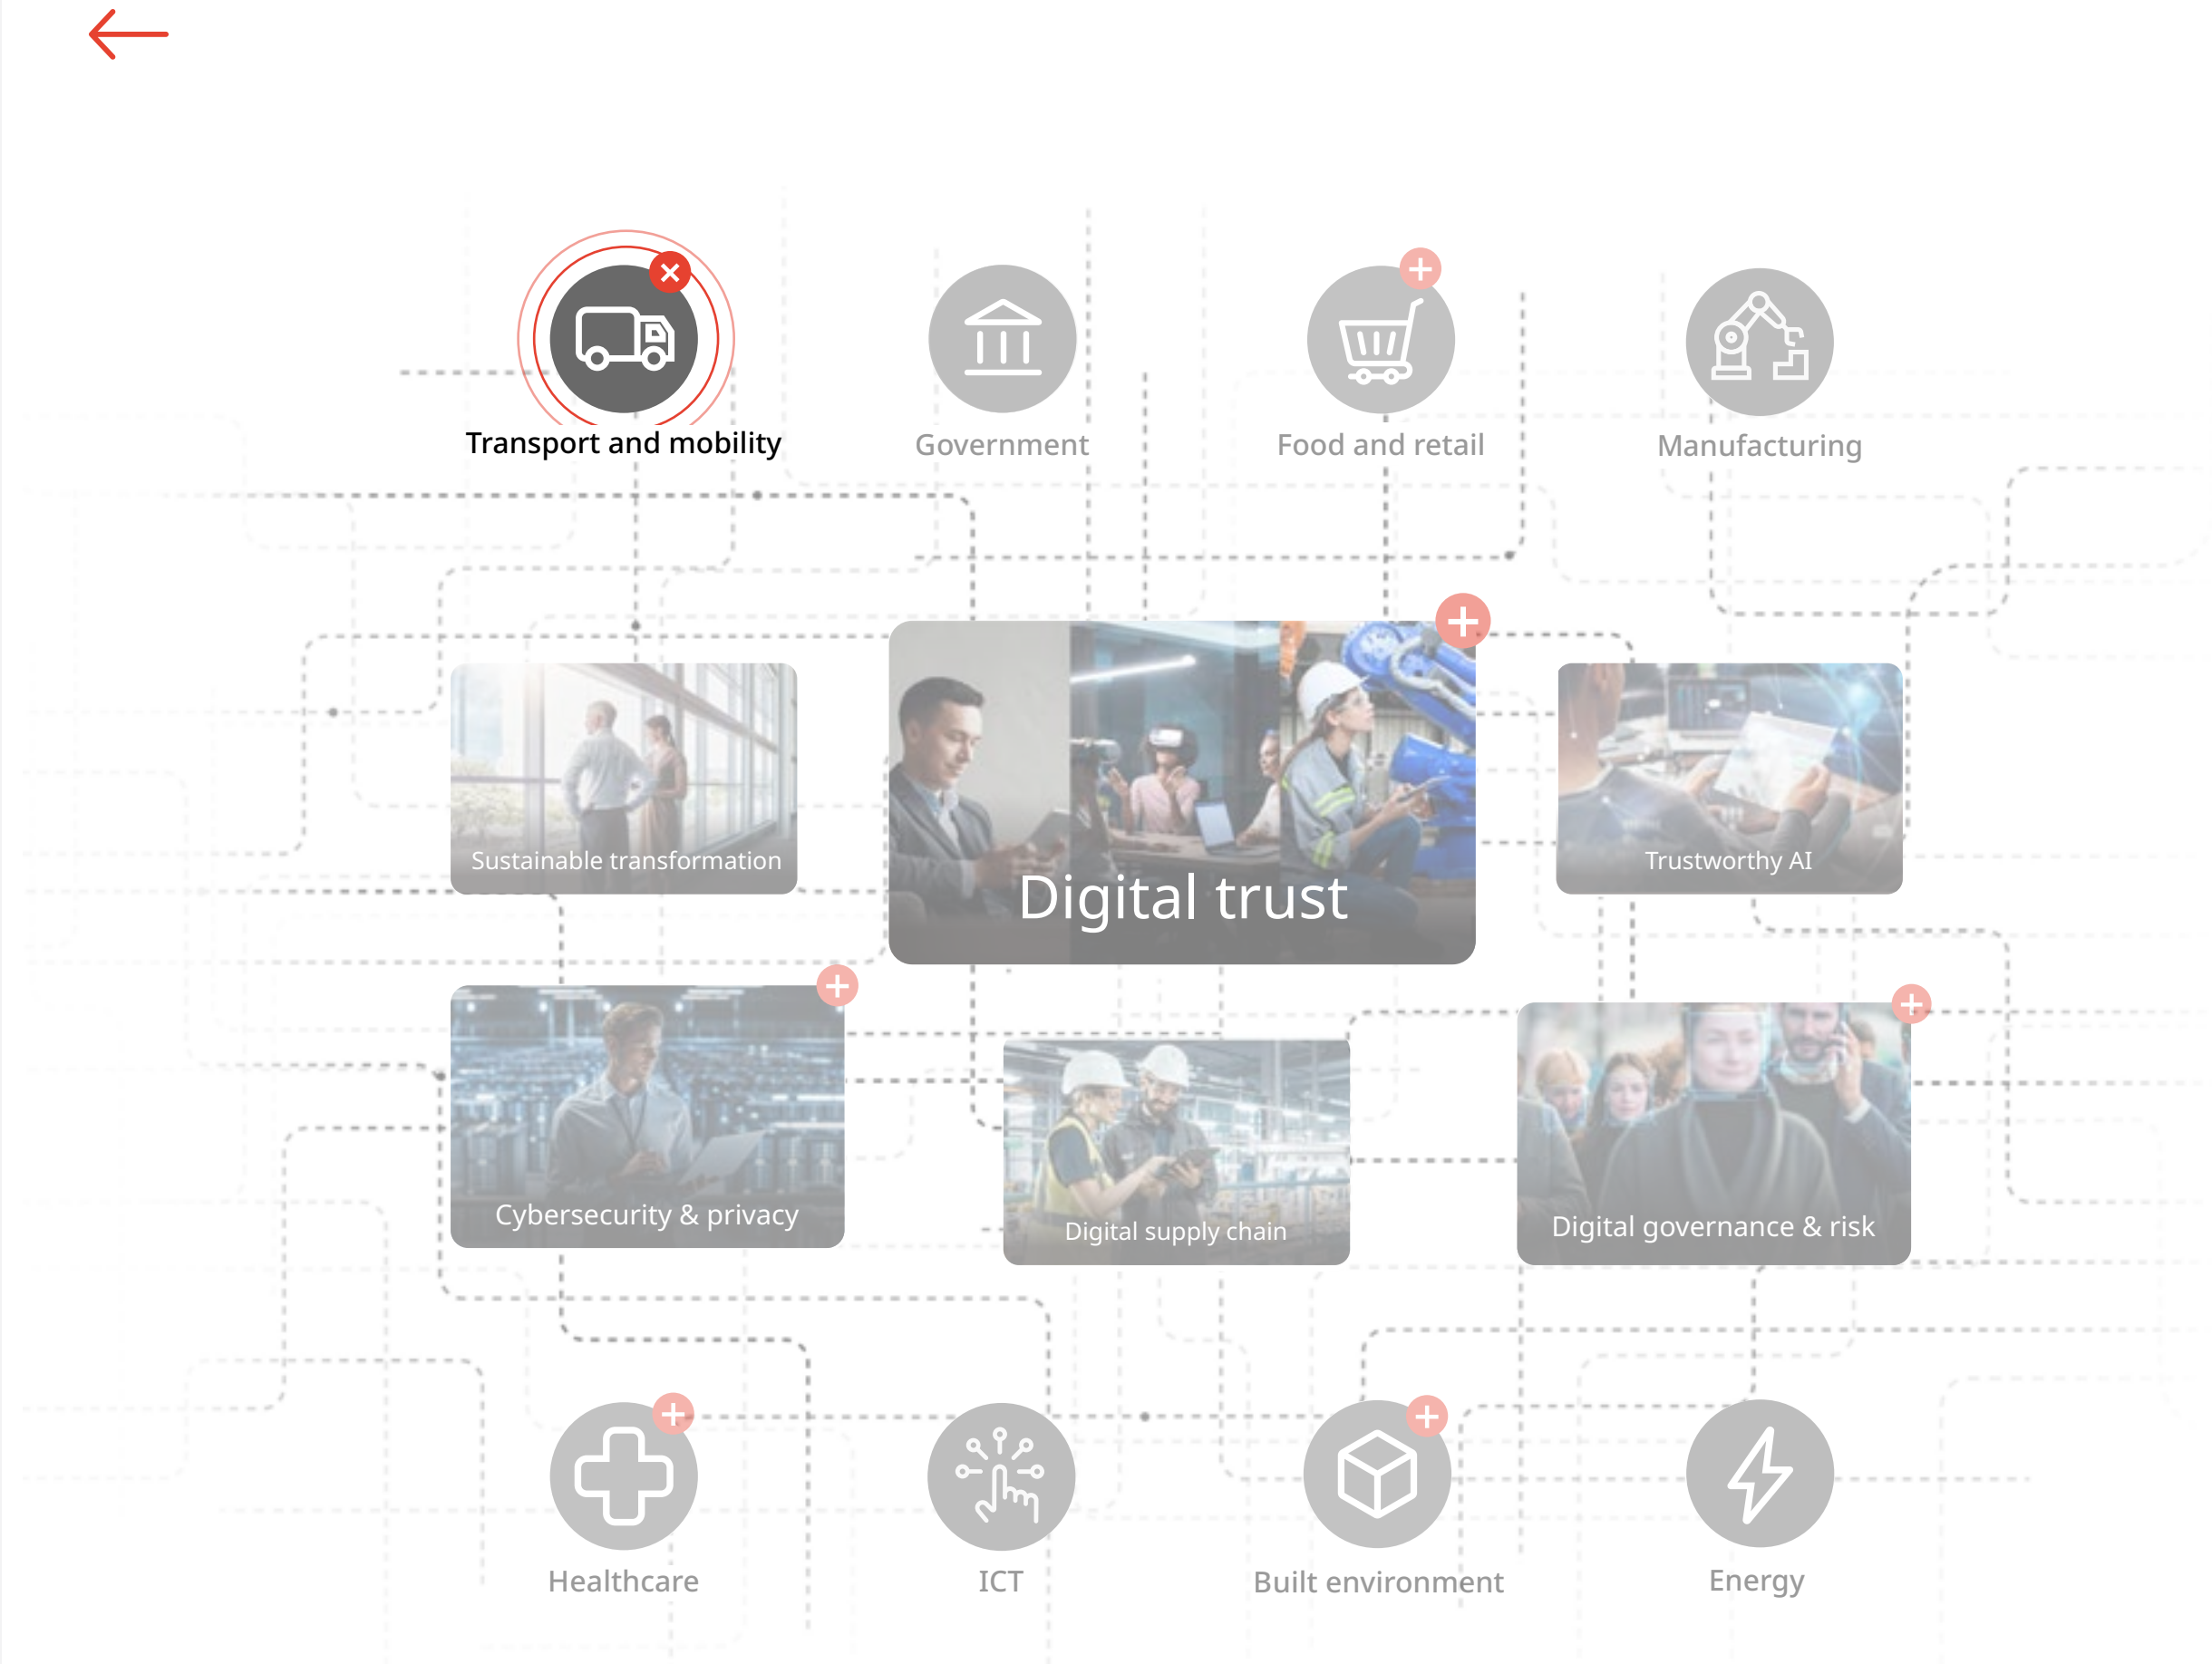 Transport and mobility
Government
Food and retail
Manufacturing
Sustainable transformation
Digital trust
Trustworthy AI
Cybersecurity & privacy
Digital supply chain
Digital governance & risk
Healthcare
ICT
Built environment
Energy